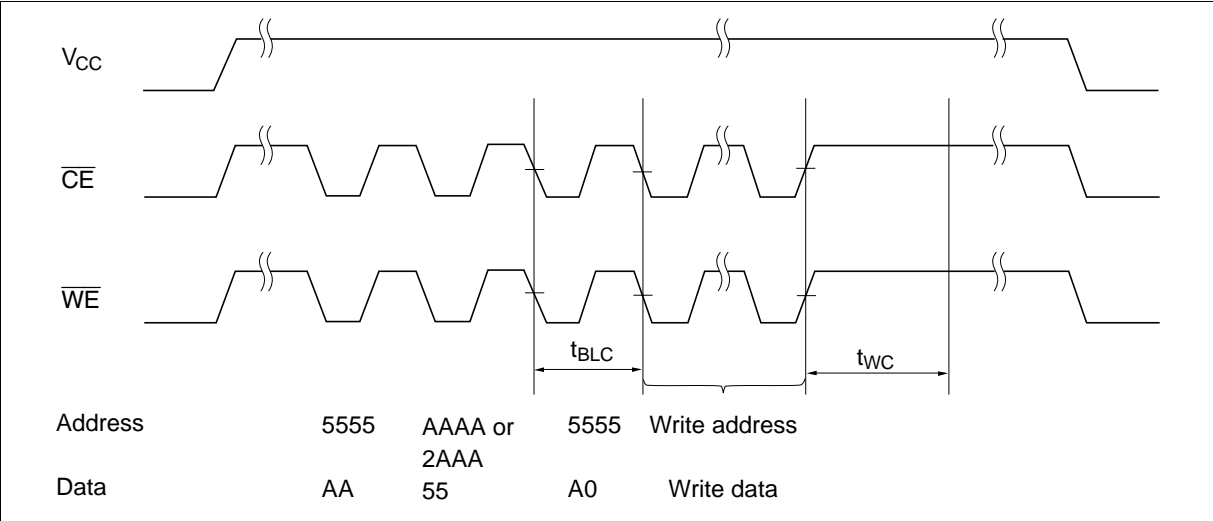 VCC
CE
WE
tBLC
tWC
Address 5555 AAAA or 5555 Write address
2AAA
Data AA 55 A0 Write data